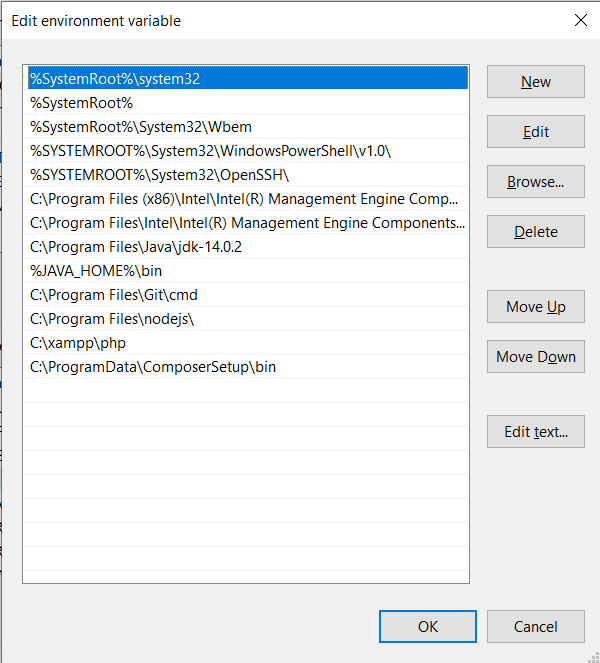 Edit environment variable
%SystemRoot%\system32
%SystemRoot%
%SystemRoot%\System32\Wbem
%SYSTEMROOT%\System32\WindowsPowerShell\v1.0\
%SYSTEMROOT%\System32\OpenSSH\
C:\Program Files (x86)\Intel\Intel(R) Management Engine Comp...
C:\Program Files\Intel\Intel(R) Management Engine Components...
C:\Program Files\Java\jdk-14.0.2
%JAVA_HOME%\bin
C:\Program Files\Git\cmd
C:\Program Files\nodejs\
C:\xampp\php
C:\ProgramData\ComposerSetup\bin
New
Edit
Browse...
Delete
Move Up
Move Down
Edit text...
OK
Cancel